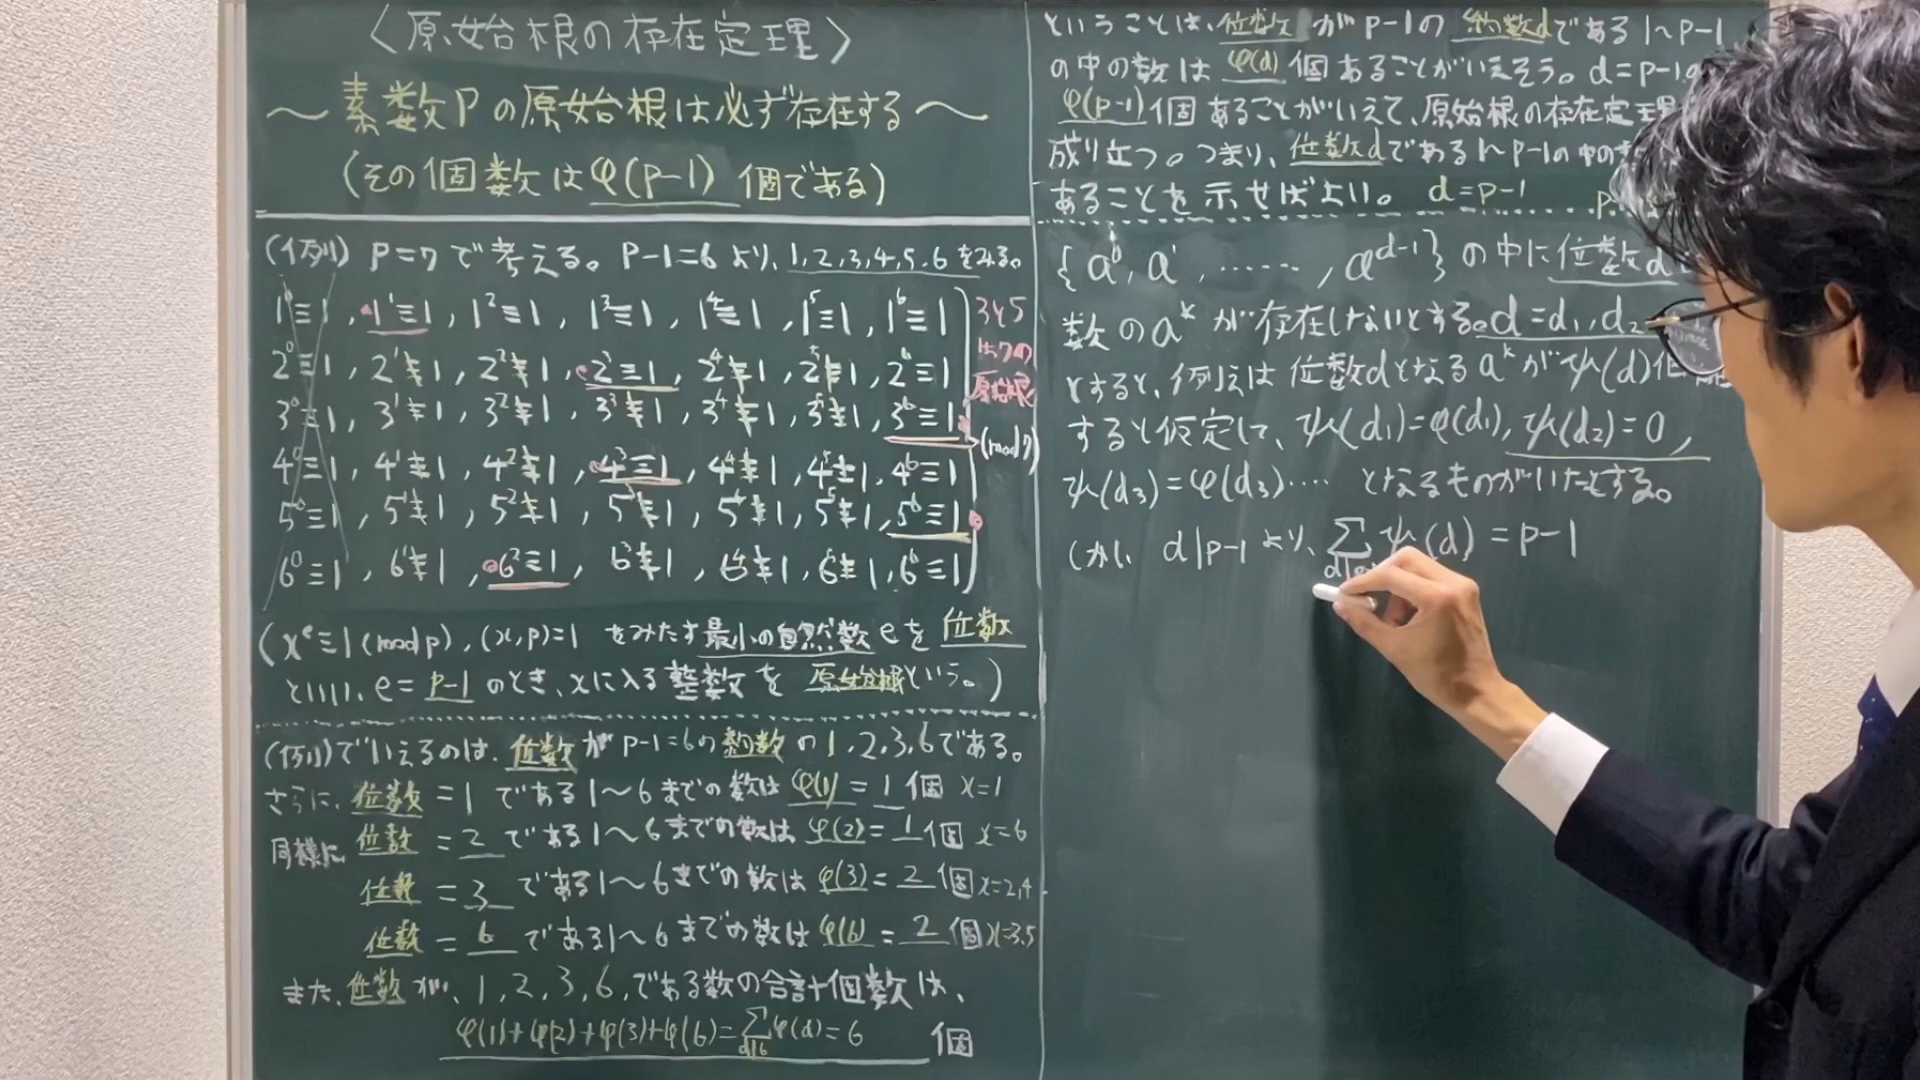 〈原始根の存在定理〉
～素数Pの原始根は必ず存在する～
(その個数はφ(p-1)個である)
(例) P=7で考える。P-1=6より、1,2,3,4,5,6をみる。
1⁰≡1, 1¹≡1, 1²≡1, 1³≡1, 1⁴≡1, 1⁵≡1, 1⁶≡1
2⁰≡1, 2¹≢1, 2²≢1, 2³≡1, 2⁴≢1, 2⁵≢1, 2⁶≡1
3⁰≡1, 3¹≢1, 3²≢1, 3³≢1, 3⁴≢1, 3⁵≢1, 3⁶≡1
4⁰≡1, 4¹≢1, 4²≢1, 4³≡1, 4⁴≢1, 4⁵≢1, 4⁶≡1
5⁰≡1, 5¹≢1, 5²≢1, 5³≢1, 5⁴≢1, 5⁵≢1, 5⁶≡1
6⁰≡1, 6¹≢1, 6²≡1, 6³≢1, 6⁵≢1, 6⁶≡1
3と5
は7の
原始根
(mod7)
(xᵉ≡1(modp), (x,p)=1 をみたす最小の自然数eを位数
といい、e=p-1のとき、xに入る整数を原始根という。)
(例)でいえるのは、位数がp-1=6の約数の1,2,3,6である。
さらに、位数=1である1～6までの数はφ(1)=1個 x=1
同様に、位数=2である1～6までの数はφ(2)=1個 x=6
位数=3である1～6までの数はφ(3)=2個 x=2,4
位数=6である1～6までの数はφ(6)=2個 x=3,5
また、位数が、1,2,3,6,である数の合計個数は、
φ(1)+φ(2)+φ(3)+φ(6)=∑φ(d)=6個
d|6
ということは、位数がp-1の約数dである1～p-1
の中の数はφ(d)個あることがいえそう。d=p-1
φ(p-1)個あることがいえて、原始根の存在定理
成り立つ。つまり、位数dである1～p-1の中の
あることを示せばよい。 d=p-1
{a⁰, a¹, ……, aᵈ⁻¹}の中に位数d
数のaᵏが存在しないとする。d=d₁,d₂
とすると、例えば位数dとなるaᵏがψ(d)個
すると仮定して、ψ(d₁)=φ(d₁), ψ(d₂)=0,
ψ(d₃)=φ(d₃)…. となるものがいたとする。
しかし、d|p-1より、∑ψ(d)=p-1